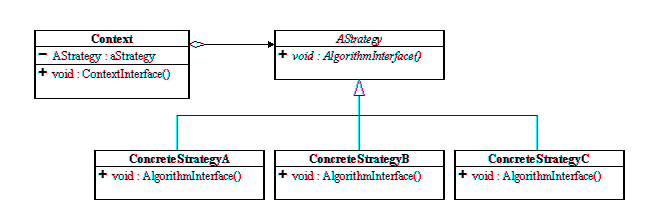 Context
- AStrategy : aStrategy
+ void : ContextInterface()
AStrategy
+ void : AlgorithmInterface()
ConcreteStrategyA
+ void : AlgorithmInterface()
ConcreteStrategyB
+ void : AlgorithmInterface()
ConcreteStrategyC
+ void : AlgorithmInterface()